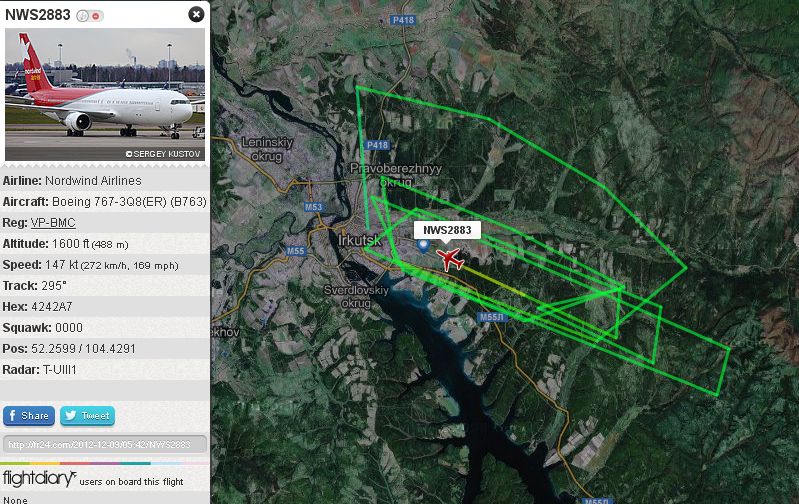 NWS2883
nordwind
© SERGEY KUSTOV
Airline: Nordwind Airlines
Aircraft: Boeing 767-3Q8(ER) (B763)
Reg: VP-BMC
Altitude: 1600 ft (488 m)
Speed: 147 kt (272 km/h, 169 mph)
Track: 295°
Hex: 4242A7
Squawk: 0000
Pos: 52.2599 / 104.4291
Radar: T-UIII1
Share
Tweet
http://fr24.com/2012-12-09/05:42/NWS2883
flightdiary users on board this flight
None
P418
P418
Leninskiy
okrug
Pravoberezhnyy
okrug
M53
NWS2883
Irkutsk
M55
Sverdlovskiy
okrug
М55Л
ekhov
М55Л